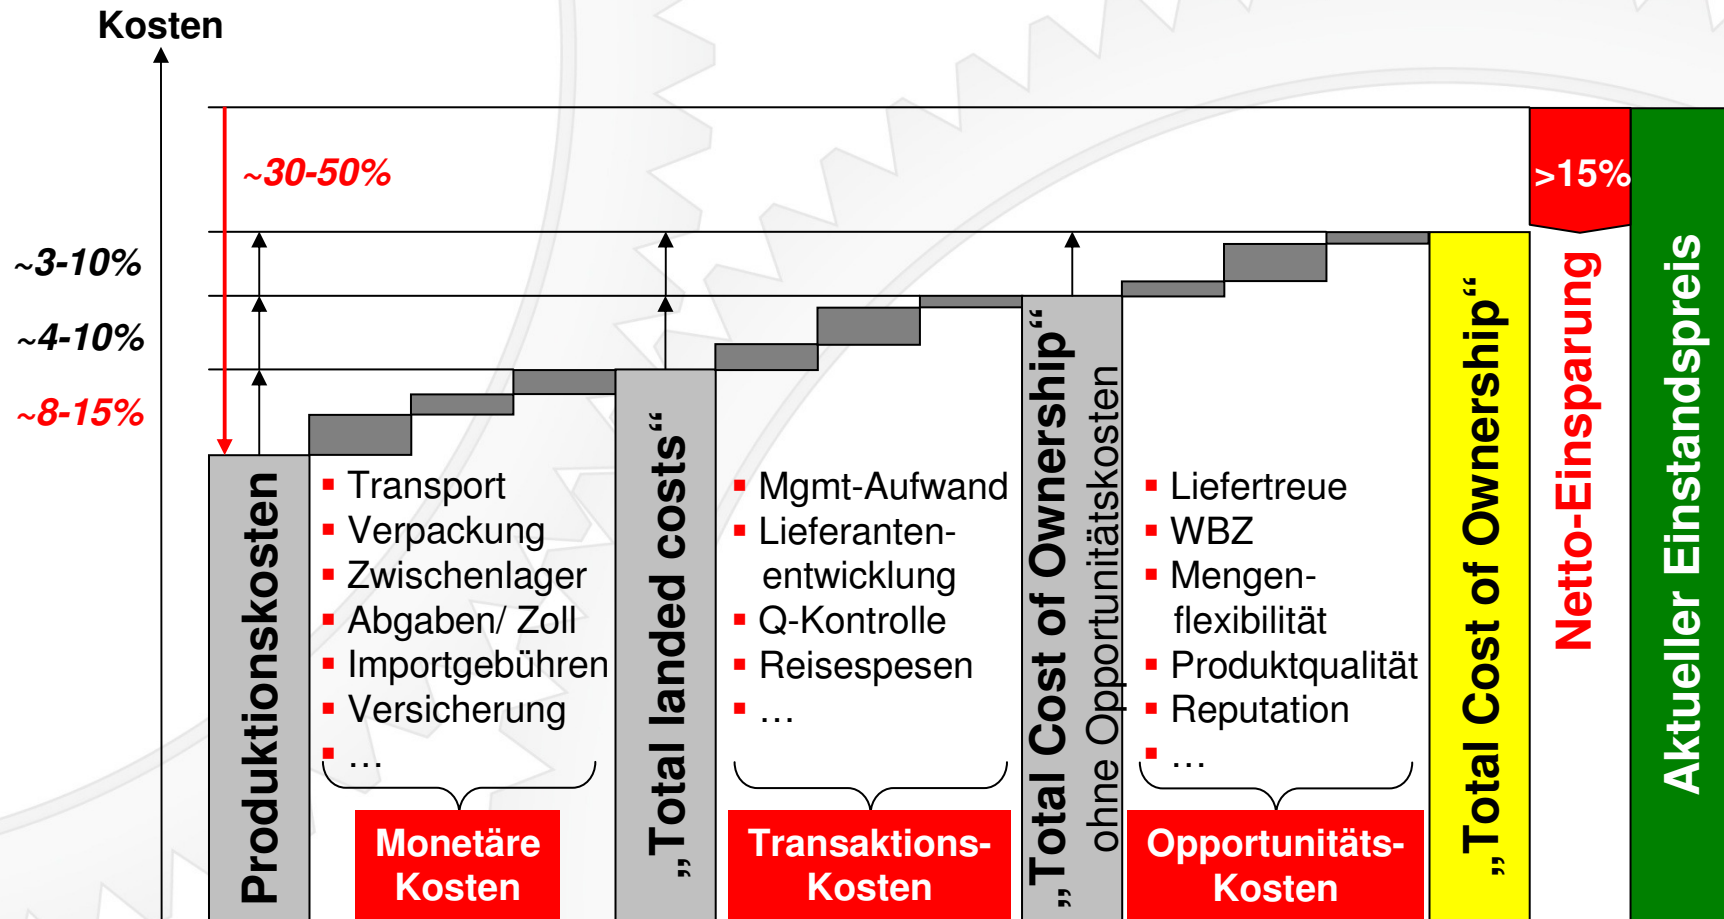 Kosten
~30-50%
>15%
~3-10%
~4-10%
~8-15%
Produktionskosten
▪ Transport
▪ Verpackung
▪ Zwischenlager
▪ Abgaben/ Zoll
▪ Importgebühren
▪ Versicherung
▪ …
Monetäre
Kosten
„Total landed costs“
▪ Mgmt-Aufwand
▪ Lieferanten-
entwicklung
▪ Q-Kontrolle
▪ Reisespesen
▪ …
Transaktions-
Kosten
„Total Cost of Ownership“
ohne Opportunitätskosten
▪ Liefertreue
▪ WBZ
▪ Mengen-
flexibilität
▪ Produktqualität
▪ Reputation
▪ …
Opportunitäts-
Kosten
„Total Cost of Ownership“
Netto-Einsparung
Aktueller Einstandspreis